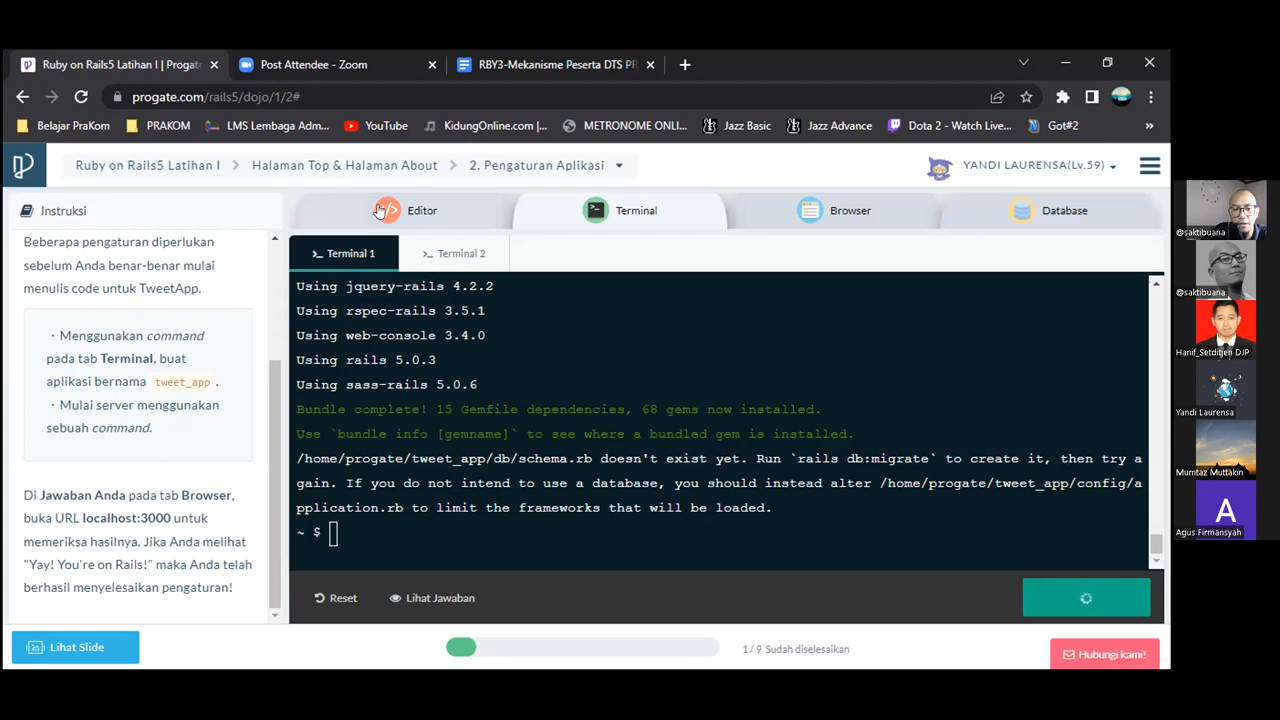 Ruby on Rails5 Latihan I | Progate
Post Attendee - Zoom
RBY3-Mekanisme Peserta DTS PR
progate.com/rails5/dojo/1/2#
Belajar PraKom
PRAKOM
LMS Lembaga Adm...
YouTube
KidungOnline.com |...
METRONOME ONLI...
Jazz Basic
Jazz Advance
Dota 2 - Watch Live...
Got#2
»
Ruby on Rails5 Latihan I
Halaman Top & Halaman About
2. Pengaturan Aplikasi
YANDI LAURENSA(Lv.59)
Instruksi
Editor
Terminal
Browser
Database
Beberapa pengaturan diperlukan
sebelum Anda benar-benar mulai
menulis code untuk TweetApp.
・Menggunakan command
pada tab Terminal, buat
aplikasi bernama tweet_app .
・Mulai server menggunakan
sebuah command.
Di Jawaban Anda pada tab Browser,
buka URL localhost:3000 untuk
memeriksa hasilnya. Jika Anda melihat
"Yay! You're on Rails!" maka Anda telah
berhasil menyelesaikan pengaturan!
Terminal 1
Terminal 2
Using jquery-rails 4.2.2
Using rspec-rails 3.5.1
Using web-console 3.4.0
Using rails 5.0.3
Using sass-rails 5.0.6
Bundle complete! 15 Gemfile dependencies, 68 gems now installed.
Use `bundle info [gemname]` to see where a bundled gem is installed.
/home/progate/tweet_app/db/schema.rb doesn't exist yet. Run `rails db:migrate` to create it, then try a
gain. If you do not intend to use a database, you should instead alter /home/progate/tweet_app/config/a
pplication.rb to limit the frameworks that will be loaded.
~ $
Reset
Lihat Jawaban
Lihat Slide
1 / 9 Sudah diselesaikan
Hubungi kami!
@saktibuana
@saktibuana
Hanif_Setditjen DJP
Yandi Laurensa
Mumtaz Muttakin
A
Agus Firmansyah